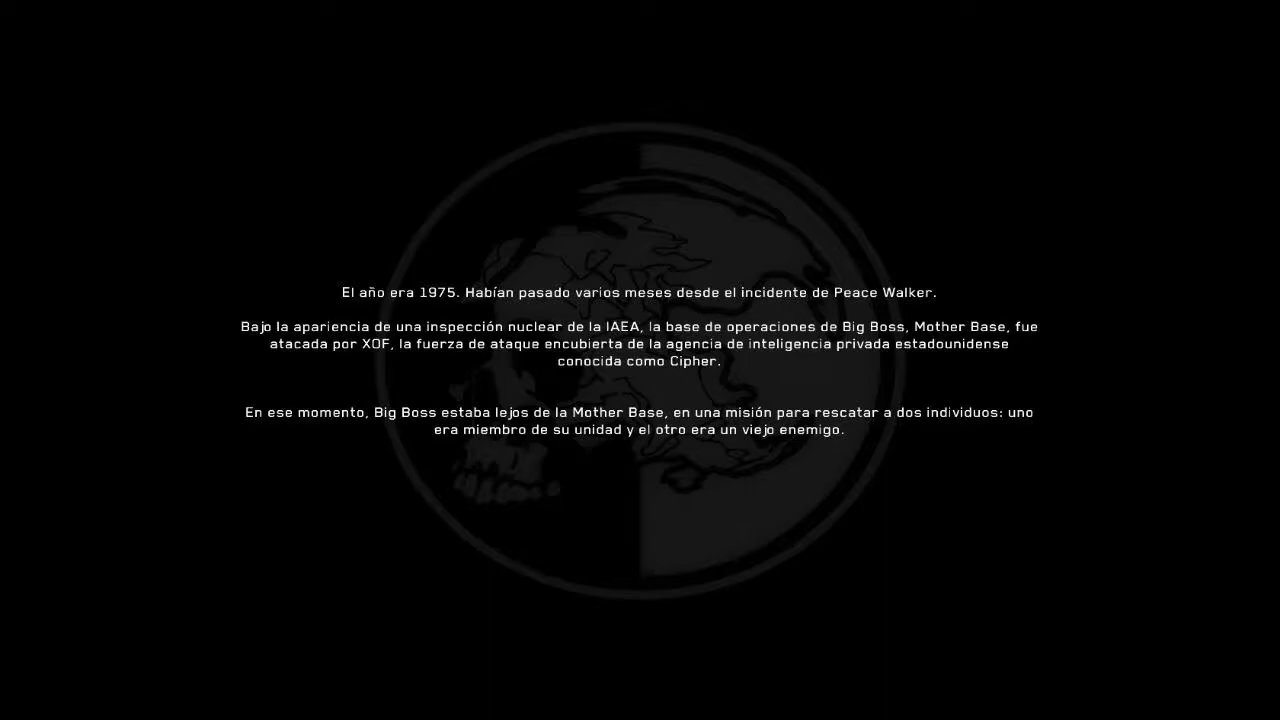 El año era 1975. Habían pasado varios meses desde el incidente de Peace Walker.
Bajo la apariencia de una inspección nuclear de la IAEA, la base de operaciones de Big Boss, Mother Base, fue
atacada por XOF, la fuerza de ataque encubierta de la agencia de inteligencia privada estadounidense
conocida como Cipher.
En ese momento, Big Boss estaba lejos de la Mother Base, en una misión para rescatar a dos individuos: uno
era miembro de su unidad y el otro era un viejo enemigo.